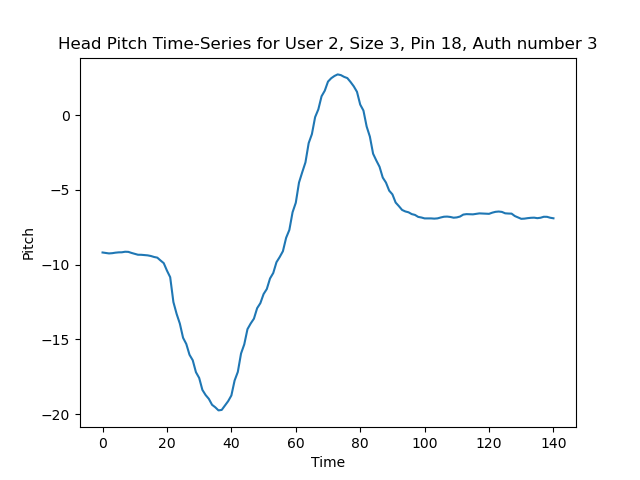 Head Pitch Time-Series for User 2, Size 3, Pin 18, Auth number 3
Pitch
0
−5
−10
−15
−20
0 20 40 60 80 100 120 140
Time